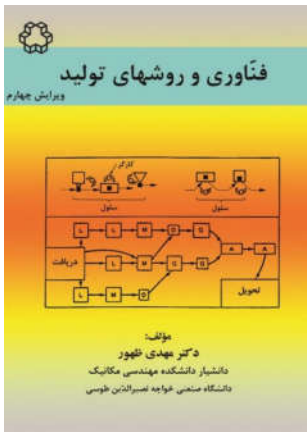 فنّاوری و روشهای تولید
ویرایش چهارم
کارگر
سلول
سلول
L L M D G
A A
دریافت
L M G G
تحویل
L M D
مؤلف:
دکتر مهدی ظهور
دانشیار دانشکده مهندسی مکانیک
دانشگاه صنعتی خواجه نصیرالدین طوسی